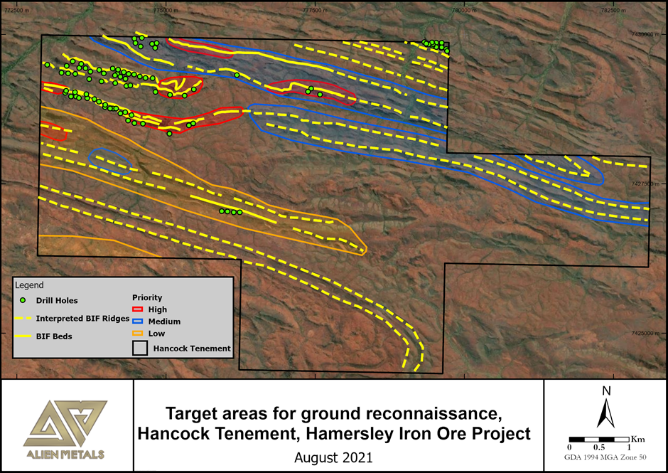 Legend
Drill Holes
Interpreted BIF Ridges
BIF Beds
Priority
High
Medium
Low
Hancock Tenement
ALIEN METALS
Target areas for ground reconnaissance,
Hancock Tenement, Hamersley Iron Ore Project
August 2021
N
0 0.5 1 Km
GDA 1994 MGA Zone 50